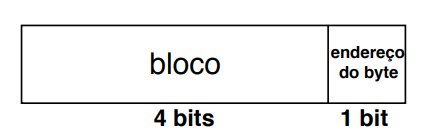 bloco
endereço
do byte
4 bits
1 bit